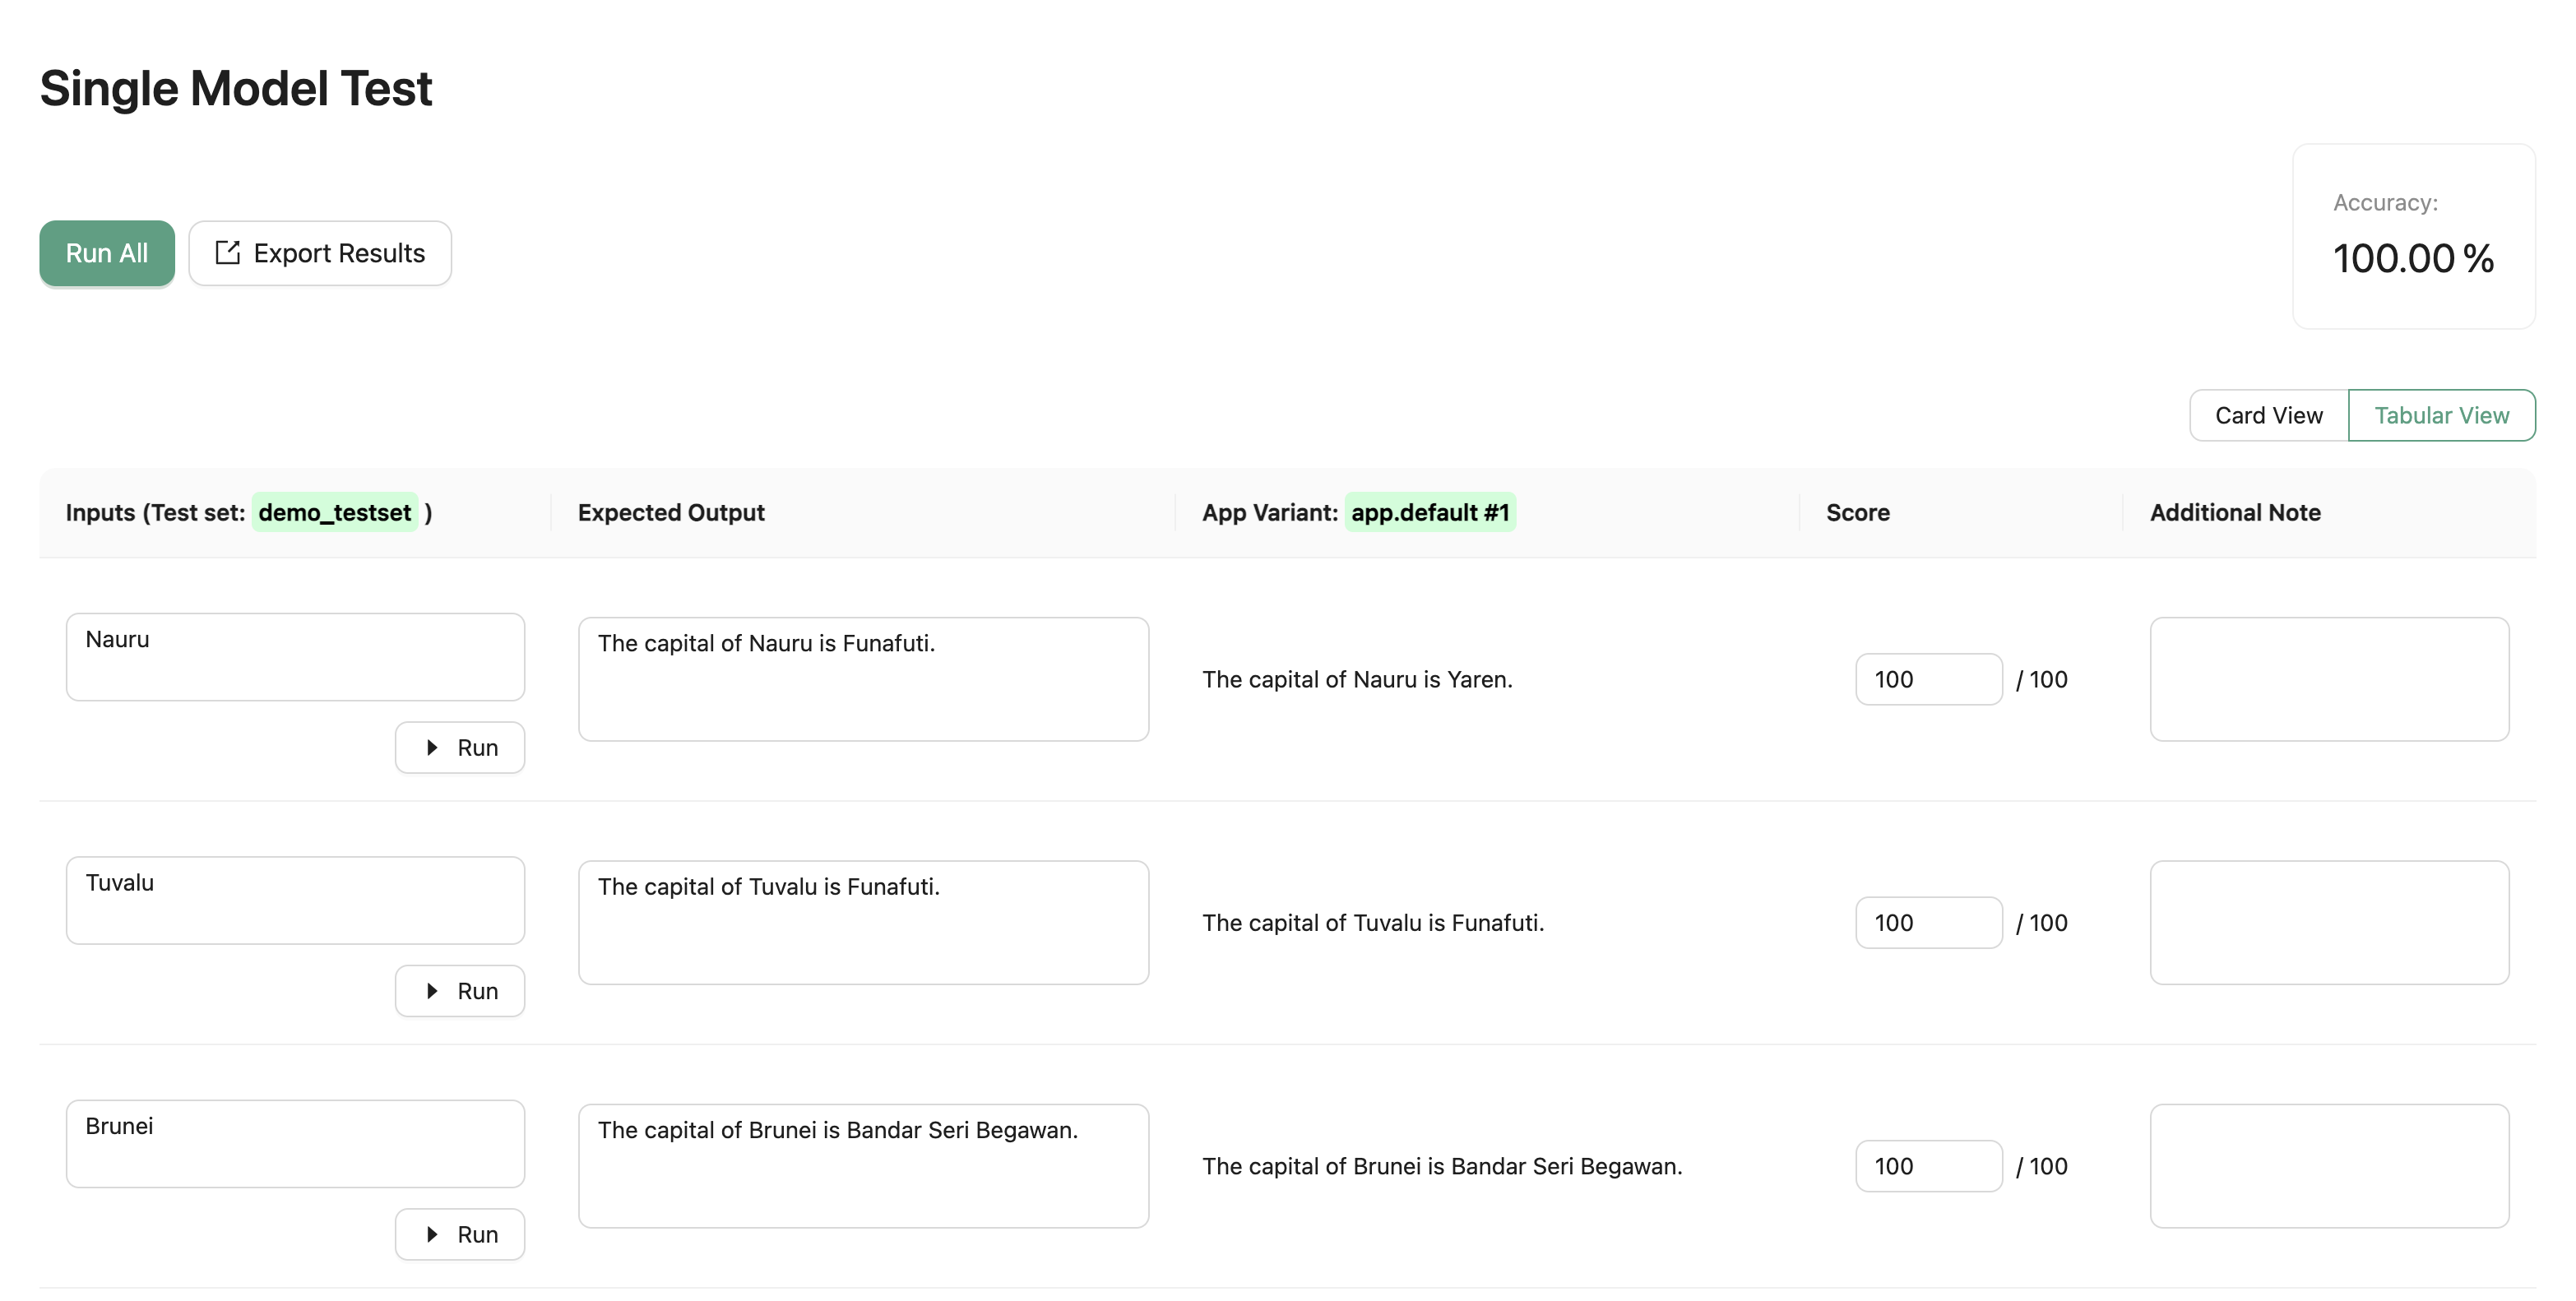 Single Model Test
Run All
Export Results
Accuracy:
100.00 %
Card View
Tabular View
Inputs (Test set: demo_testset )
Expected Output
App Variant: app.default #1
Score
Additional Note
Nauru
Run
The capital of Nauru is Funafuti.
The capital of Nauru is Yaren.
100 / 100
Tuvalu
Run
The capital of Tuvalu is Funafuti.
The capital of Tuvalu is Funafuti.
100 / 100
Brunei
Run
The capital of Brunei is Bandar Seri Begawan.
The capital of Brunei is Bandar Seri Begawan.
100 / 100